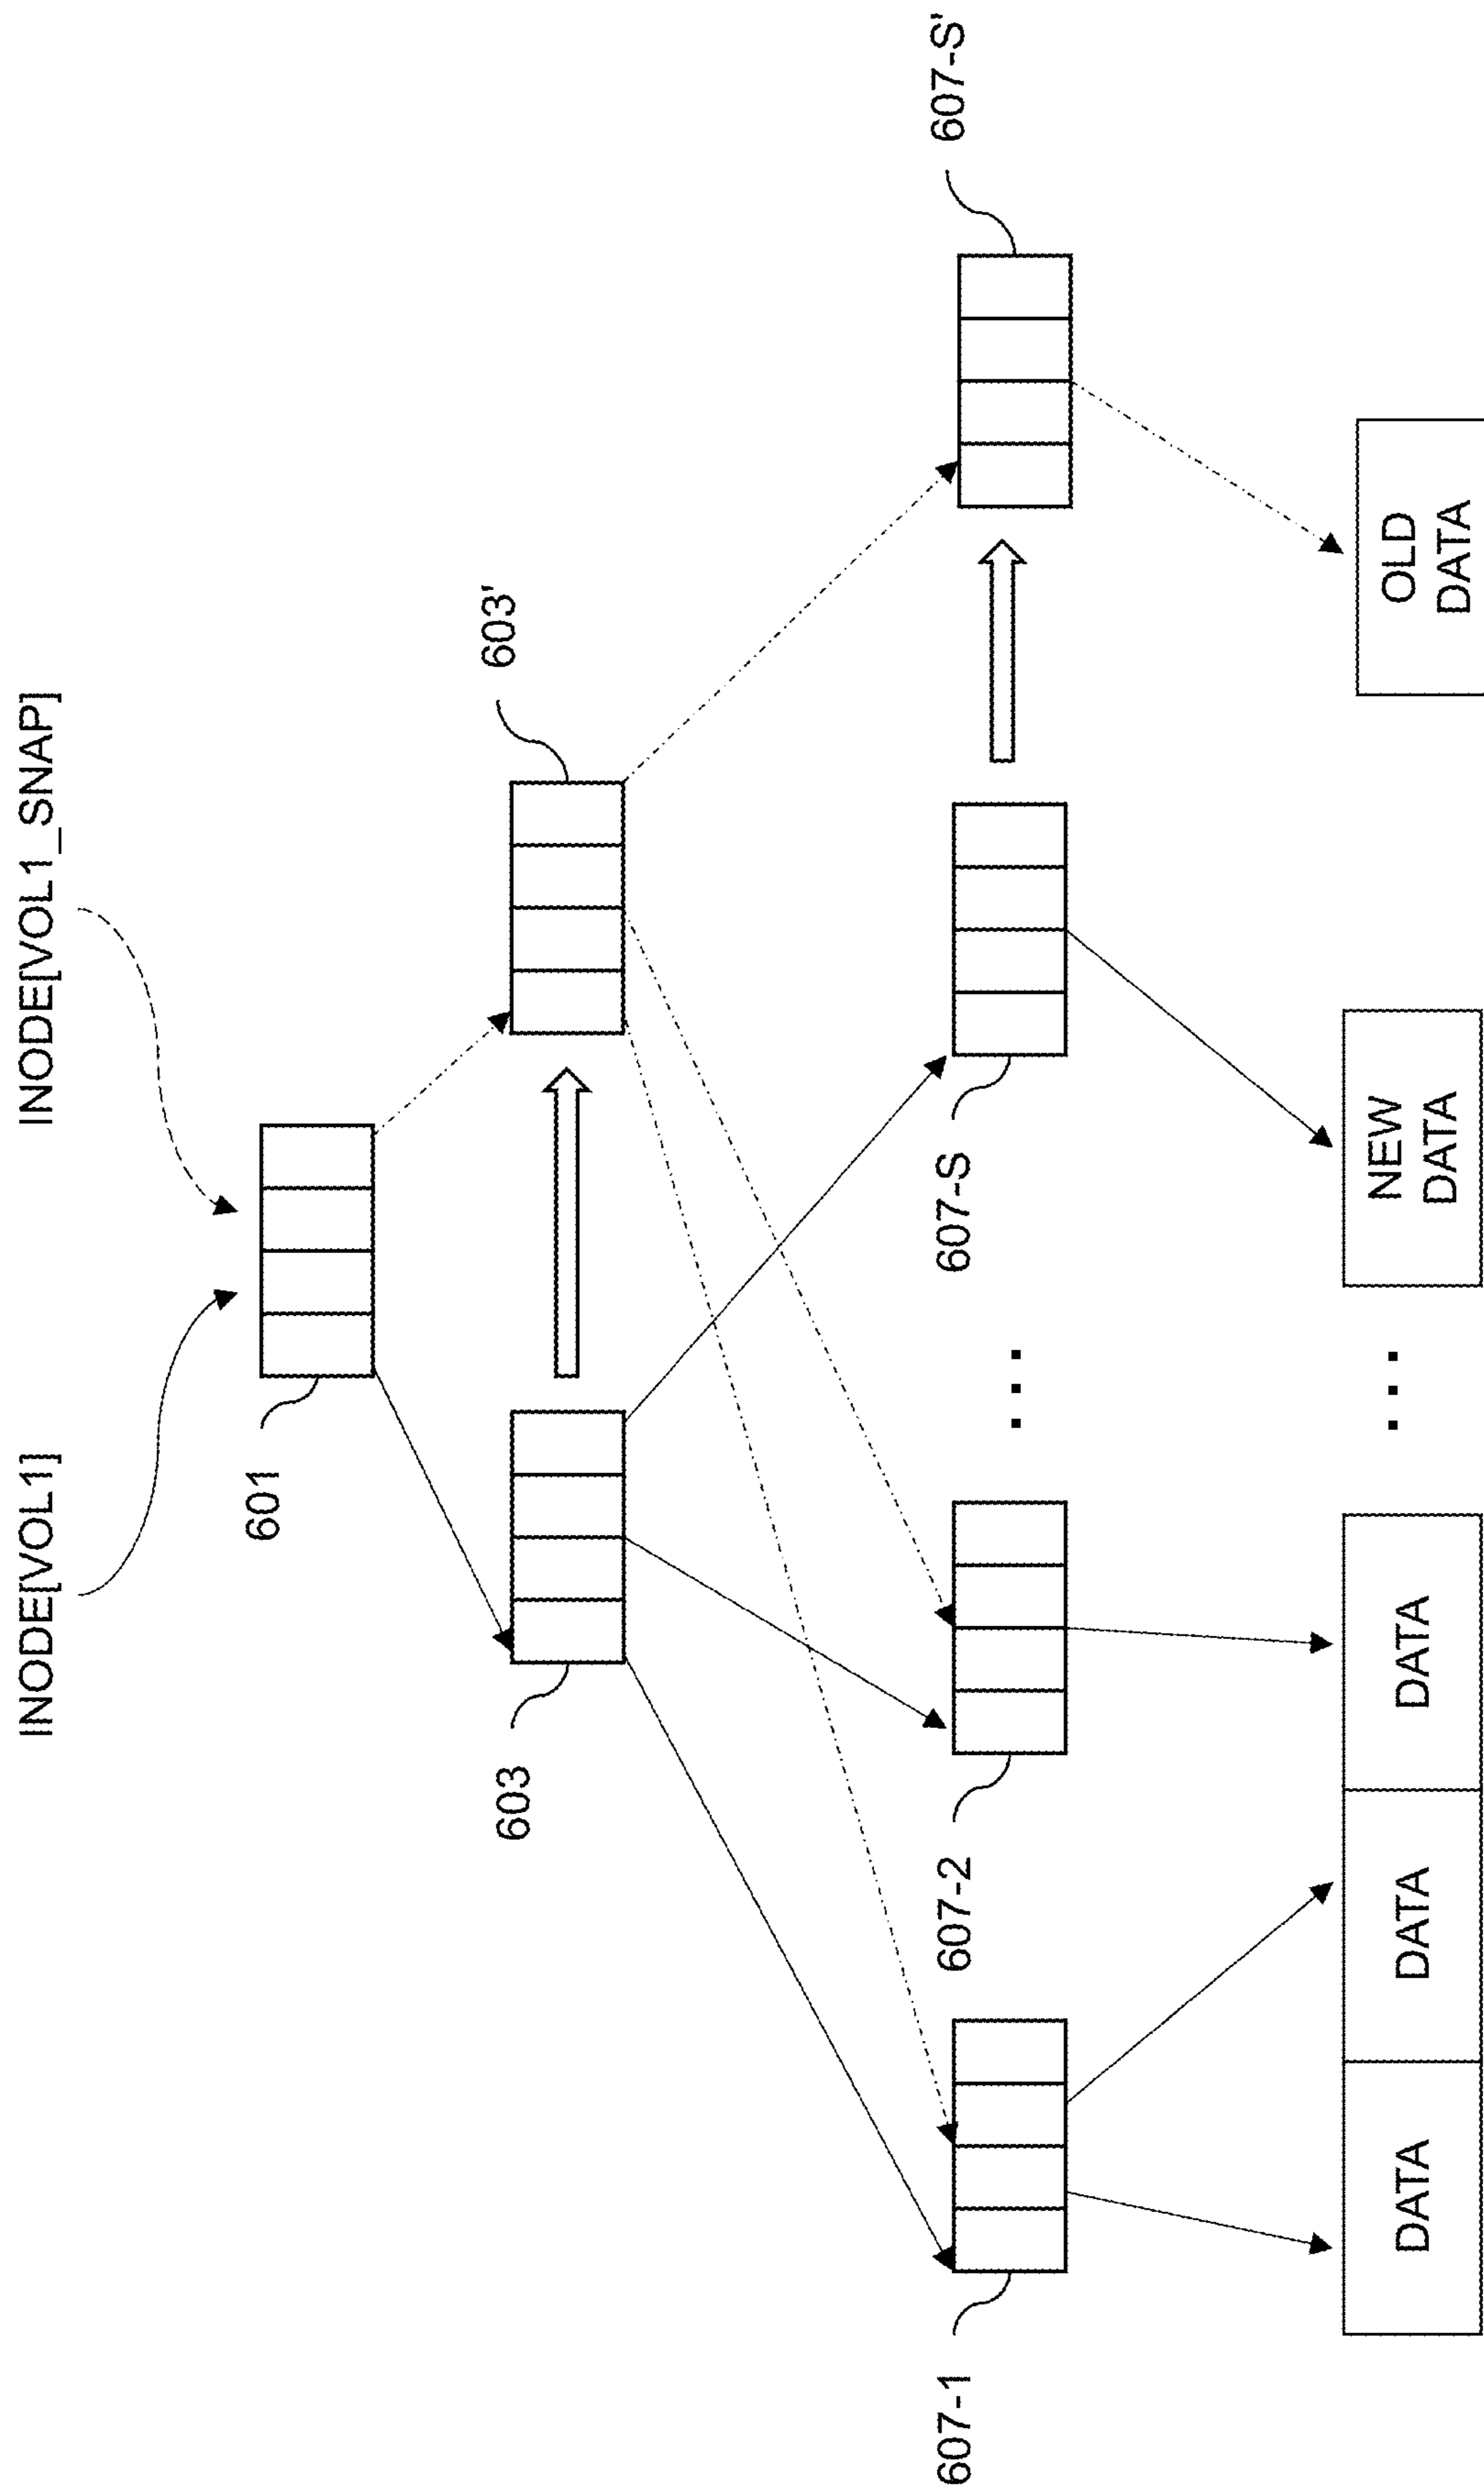 INODE[VOL1]
INODE[VOL1_SNAP]
601
603
603'
607-1
607-2
...
607-S
607-S'
DATA
DATA
DATA
...
NEW
DATA
OLD
DATA